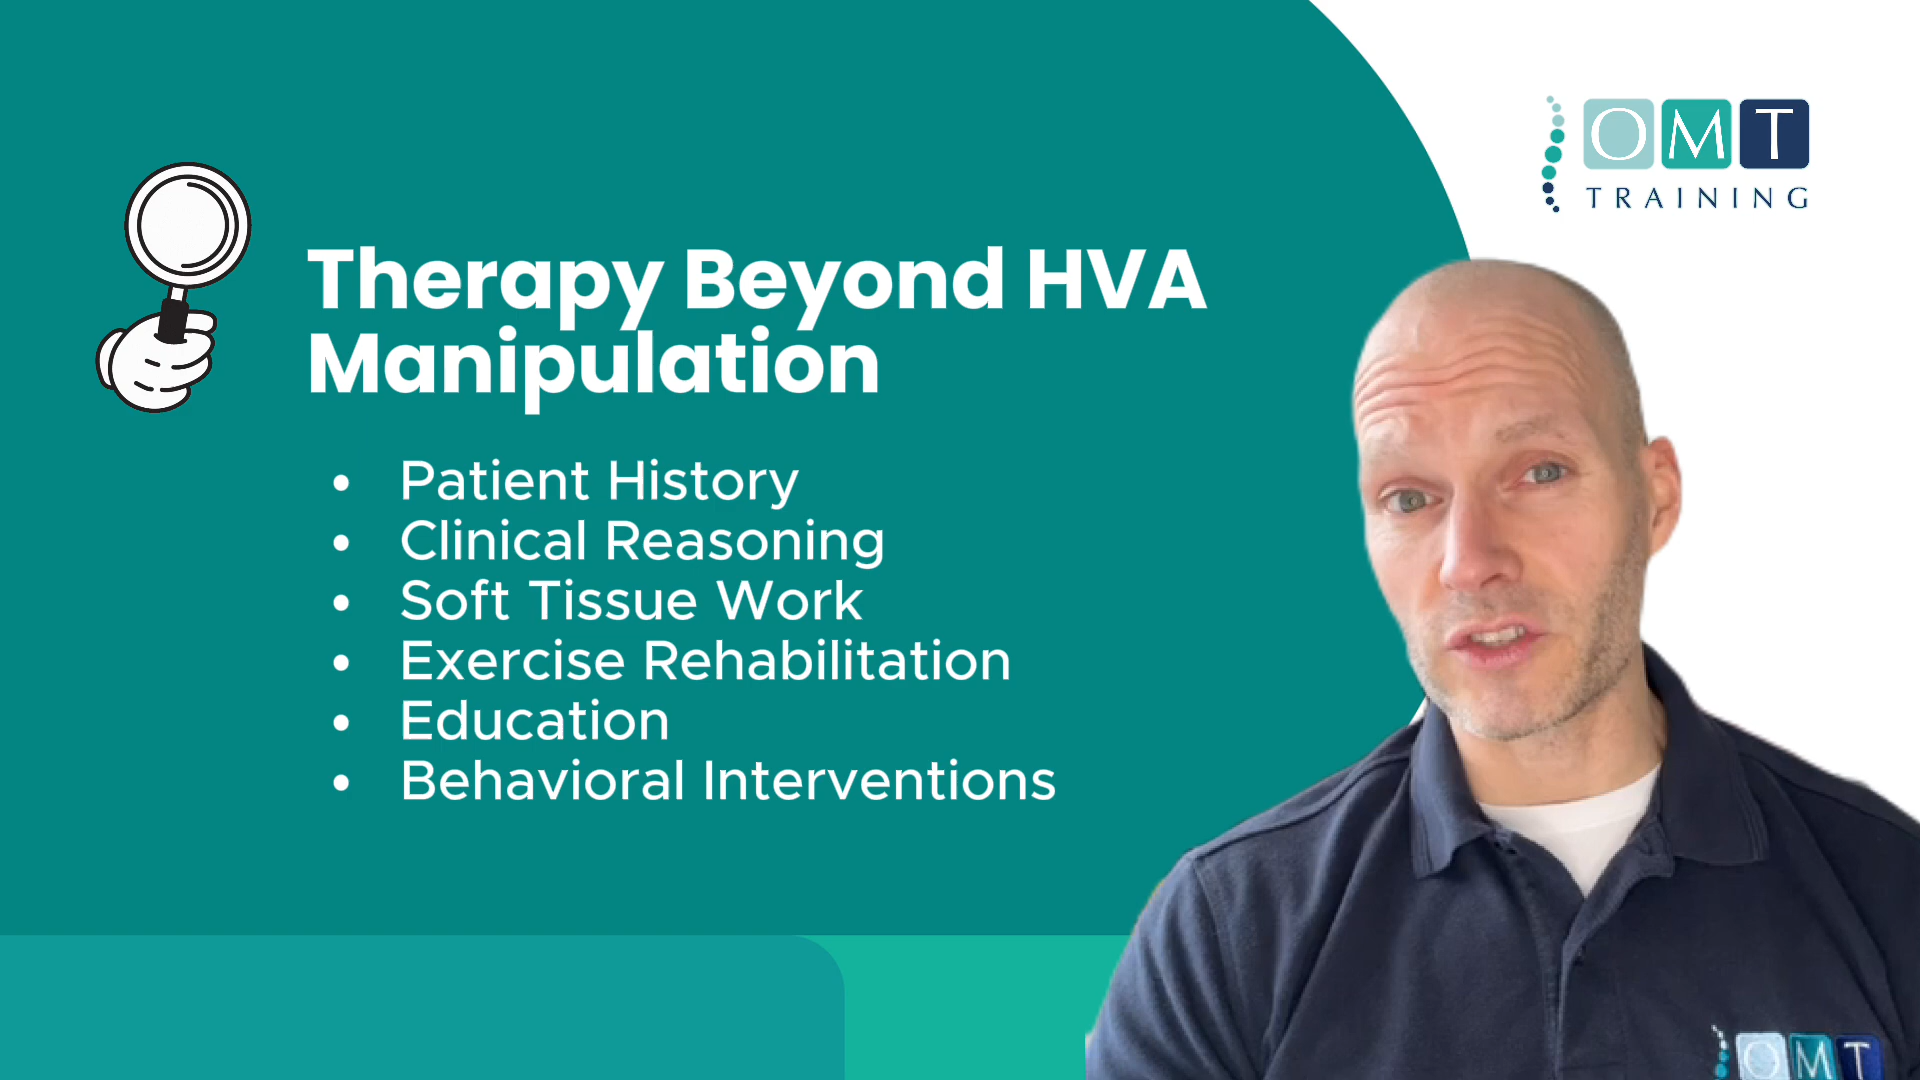 OMT
TRAINING
Therapy Beyond HVA
Manipulation
• Patient History
• Clinical Reasoning
• Soft Tissue Work
• Exercise Rehabilitation
• Education
• Behavioral Interventions
OMT